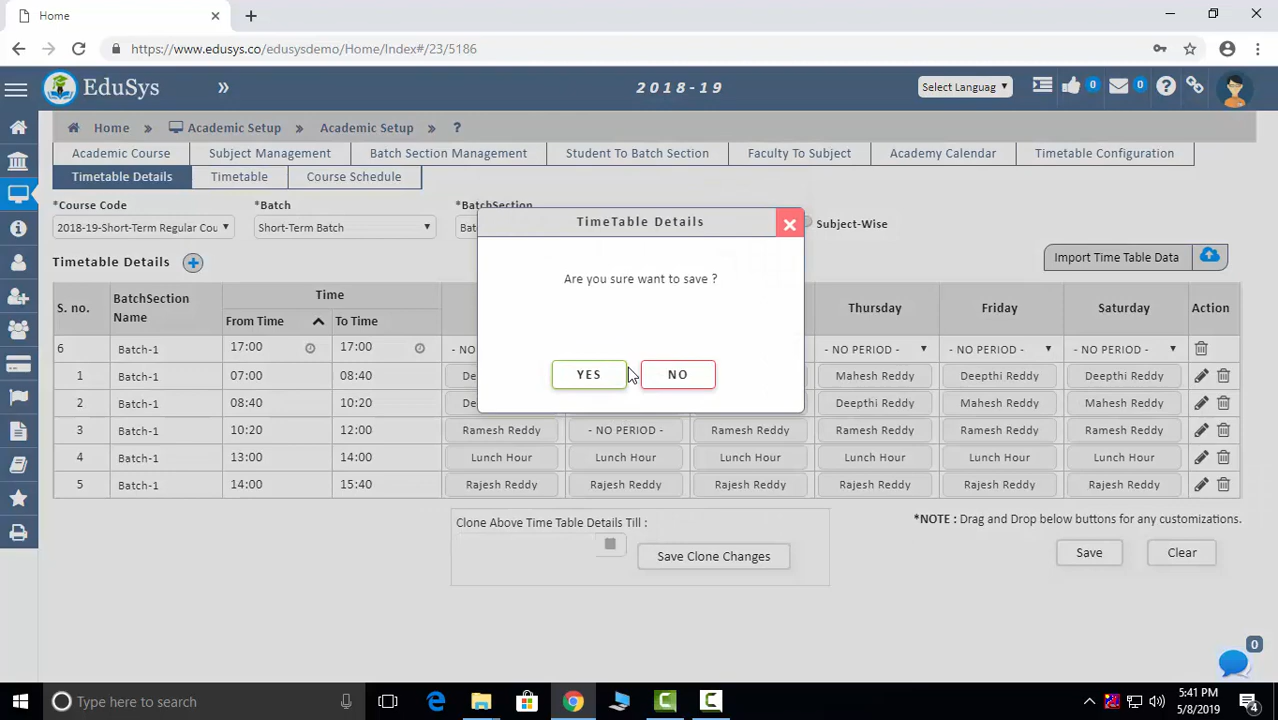 Home
https://www.edusys.co/edusysdemo/Home/Index#/23/5186
EduSys » 2018-19 Select Languag 0 0
Home » Academic Setup » Academic Setup » ?
Academic Course Subject Management Batch Section Management Student To Batch Section Faculty To Subject Academy Calendar Timetable Configuration
Timetable Details Timetable Course Schedule
*Course Code *Batch *BatchSection
2018-19-Short-Term Regular Cou Short-Term Batch Bat Subject-Wise
TimeTable Details
Are you sure want to save ?
YES NO
Timetable Details Import Time Table Data
S. no. BatchSection Name Time From Time To Time Thursday Friday Saturday Action
6 Batch-1 17:00 17:00 - NO - NO PERIOD - - NO PERIOD - - NO PERIOD -
1 Batch-1 07:00 08:40 De Mahesh Reddy Deepthi Reddy Deepthi Reddy
2 Batch-1 08:40 10:20 De Deepthi Reddy Mahesh Reddy Mahesh Reddy
3 Batch-1 10:20 12:00 Ramesh Reddy - NO PERIOD - Ramesh Reddy Ramesh Reddy Ramesh Reddy Ramesh Reddy
4 Batch-1 13:00 14:00 Lunch Hour Lunch Hour Lunch Hour Lunch Hour Lunch Hour Lunch Hour
5 Batch-1 14:00 15:40 Rajesh Reddy Rajesh Reddy Rajesh Reddy Rajesh Reddy Rajesh Reddy Rajesh Reddy
Clone Above Time Table Details Till : *NOTE : Drag and Drop below buttons for any customizations.
Save Clone Changes Save Clear
0
Type here to search 5:41 PM
5/8/2019 4